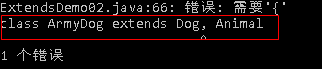 ExtendsDemo02.java:66: 错误: 需要'{'
class ArmyDog extends Dog, Animal
^
1 个错误